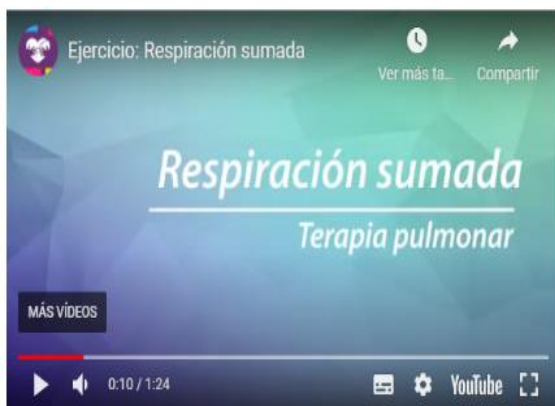 Ejercicio: Respiración sumada
Ver más ta...
Compartir
Respiración sumada
Terapia pulmonar
MÁS VÍDEOS
0:10 / 1:24
YouTube